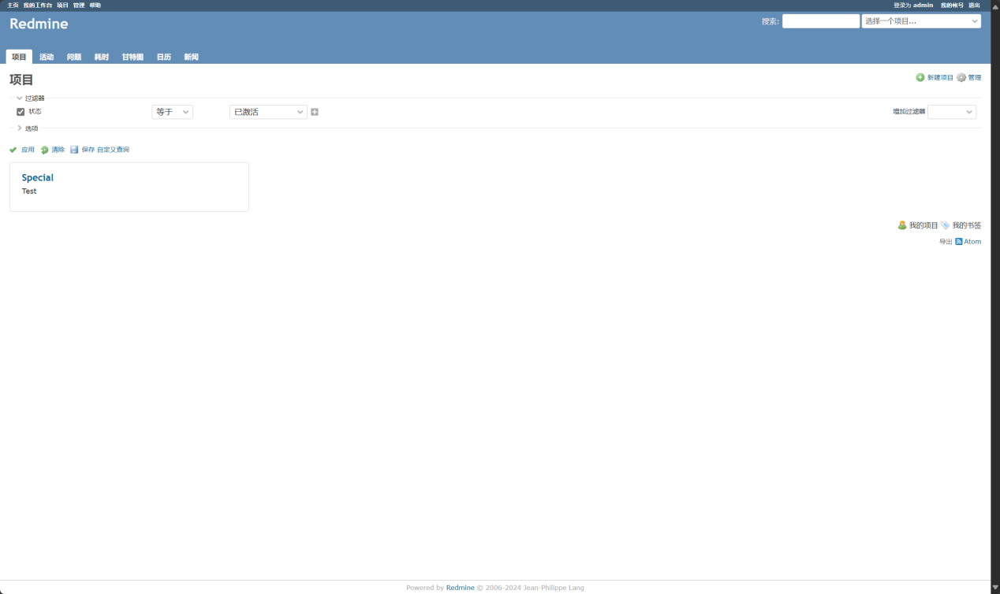 主页 我的工作台 项目 管理 帮助 登录为 admin 我的帐号 退出
Redmine 搜索: 选择一个项目...
项目 活动 问题 耗时 甘特图 日历 新闻
项目 新建项目 管理
过滤器
状态 等于 已激活 增加过滤器
选项
应用 清除 保存 自定义查询
Special
Test
我的项目 我的书签
导出 Atom
Powered by Redmine © 2006-2024 Jean-Philippe Lang